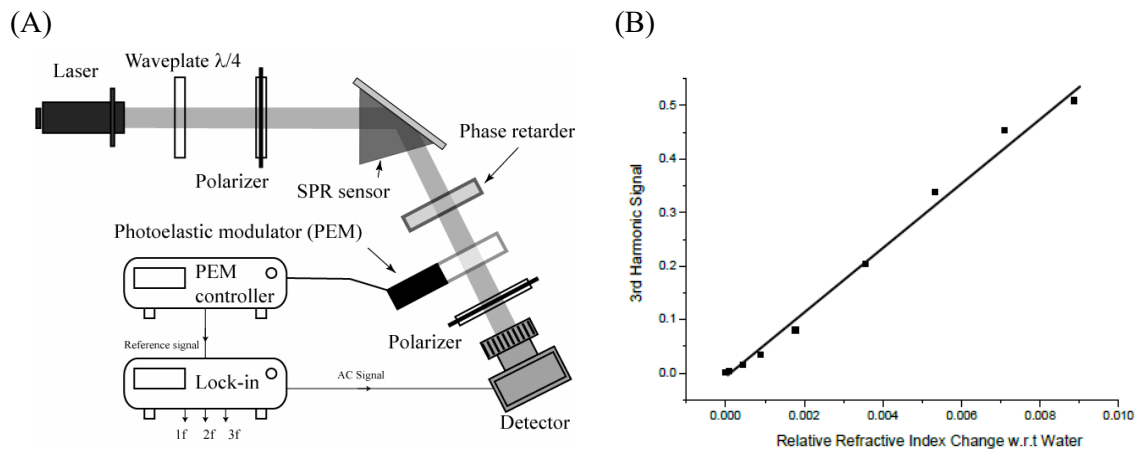 (A)
Laser
Waveplate λ/4
Polarizer
SPR sensor
Phase retarder
Photoelastic modulator (PEM)
PEM
controller
Polarizer
Reference signal
Lock-in
AC Signal
1f 2f 3f
Detector
(B)
3rd Harmonic Signal
0.5
0.4
0.3
0.2
0.1
0.0
0.000 0.002 0.004 0.006 0.008 0.010
Relative Refractive Index Change w.r.t Water